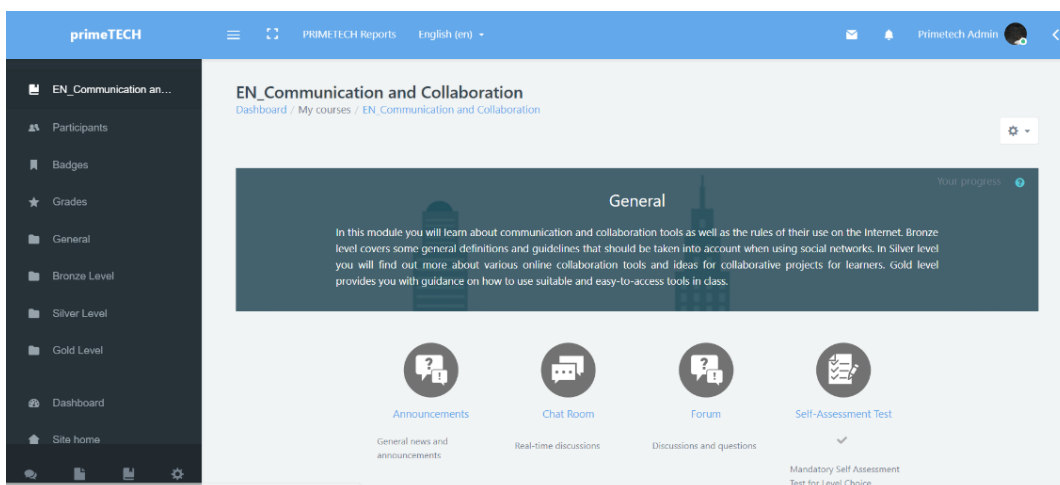 primeTECH
PRIMETECH Reports
English (en)
Primetech Admin
EN_Communication an...
Participants
Badges
Grades
General
Bronze Level
Silver Level
Gold Level
Dashboard
Site home
EN_Communication and Collaboration
Dashboard / My courses / EN_Communication and Collaboration
Your progress
General
In this module you will learn about communication and collaboration tools as well as the rules of their use on the Internet. Bronze
level covers some general definitions and guidelines that should be taken into account when using social networks. In Silver level
you will find out more about various online collaboration tools and ideas for collaborative projects for learners. Gold level
provides you with guidance on how to use suitable and easy-to-access tools in class.
Announcements
General news and
announcements
Chat Room
Real-time discussions
Forum
Discussions and questions
Self-Assessment Test
Mandatory Self Assessment
Test for Level Choice